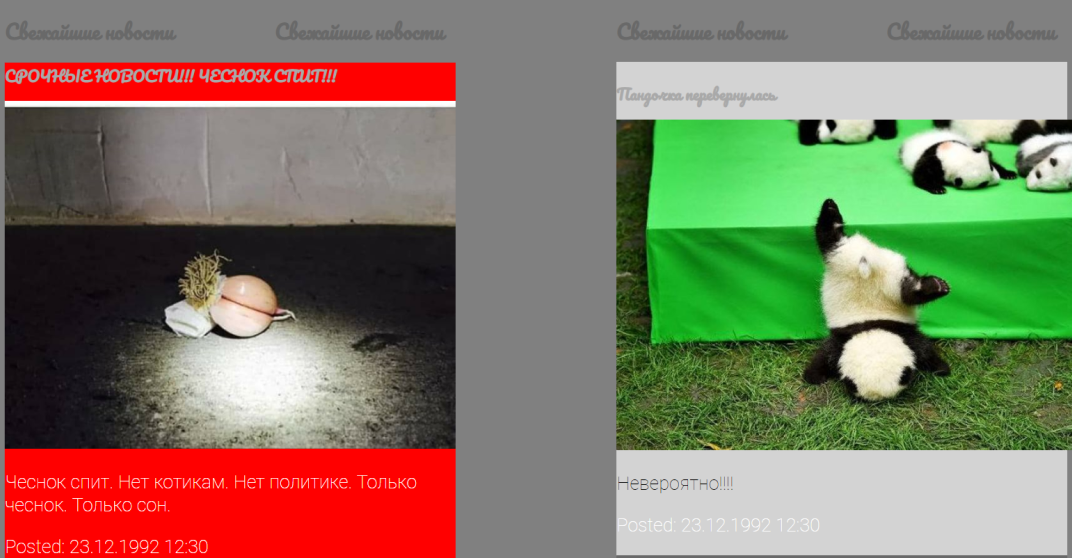 Свежайшие новости Свежайшие новости Свежайшие новости Свежайшие новости
СРОЧНЫЕ НОВОСТИ!!! ЧЕСНОК СПИТ!!!
Чеснок спит. Нет котикам. Нет политике. Только
чеснок. Только сон.
Posted: 23.12.1992 12:30
Пандочка перевернулась
Невероятно!!!!
Posted: 23.12.1992 12:30